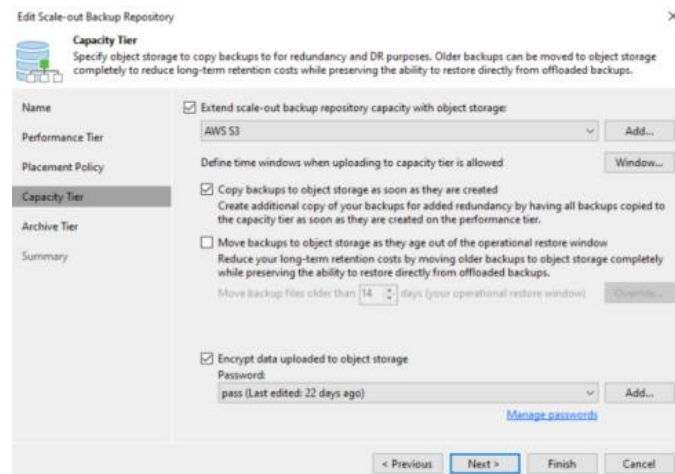 Edit Scale-out Backup Repository
Capacity Tier
Specify object storage to copy backups to for redundancy and DR purposes. Older backups can be moved to object storage
completely to reduce long-term retention costs while preserving the ability to restore directly from offloaded backups.
Name
Performance Tier
Placement Policy
Capacity Tier
Archive Tier
Summary
Extend scale-out backup repository capacity with object storage:
AWS S3
Add...
Define time windows when uploading to capacity tier is allowed
Window...
Copy backups to object storage as soon as they are created
Create additional copy of your backups for added redundancy by having all backups copied to
the capacity tier as soon as they are created on the performance tier.
Move backups to object storage as they age out of the operational restore window
Reduce your long-term retention costs by moving older backups to object storage completely
while preserving the ability to restore directly from offloaded backups.
Move backup files older than 14 days (your operational restore window)
Override...
Encrypt data uploaded to object storage
Password:
pass (Last edited: 22 days ago)
Add...
Manage passwords
< Previous
Next >
Finish
Cancel